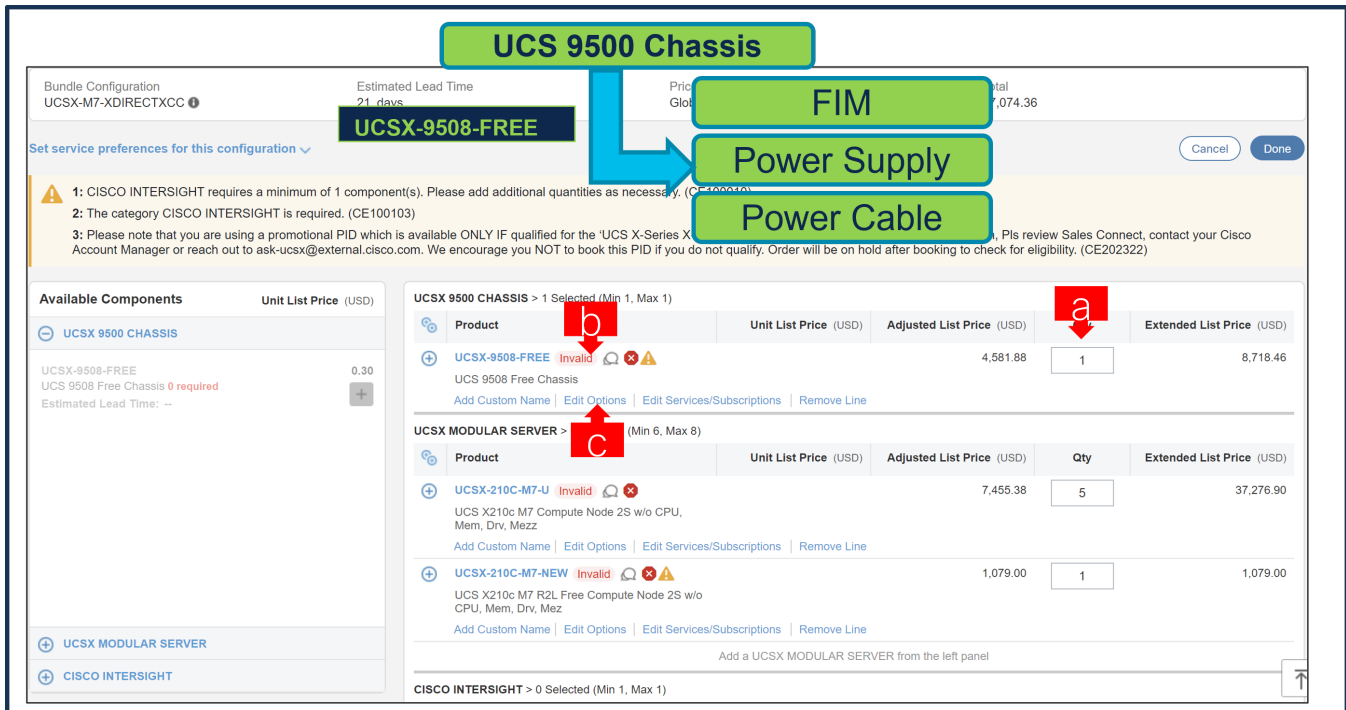 UCS 9500 Chassis
Bundle Configuration
UCSX-M7-XDIRECTXCC
Estimated Lead Time
21 days
UCSX-9508-FREE
FIM
Power Supply
Power Cable
7,074.36
Set service preferences for this configuration
Cancel
Done
1: CISCO INTERSIGHT requires a minimum of 1 component(s). Please add additional quantities as necessary.
2: The category CISCO INTERSIGHT is required. (CE100103)
3: Please note that you are using a promotional PID which is available ONLY IF qualified for the 'UCS X-Series Pls review Sales Connect, contact your Cisco
Account Manager or reach out to ask-ucsx@external.cisco.com. We encourage you NOT to book this PID if you do not qualify. Order will be on hold after booking to check for eligibility. (CE202322)
Available Components
Unit List Price (USD)
UCSX 9500 CHASSIS
UCSX-9508-FREE
0.30
UCS 9508 Free Chassis 0 required
Estimated Lead Time: --
UCSX MODULAR SERVER
CISCO INTERSIGHT
UCSX 9500 CHASSIS > 1 Selected (Min 1, Max 1)
a
b
Product
Unit List Price (USD)
Adjusted List Price (USD)
Extended List Price (USD)
UCSX-9508-FREE Invalid
4,581.88
1
8,718.46
UCS 9508 Free Chassis
Add Custom Name | Edit Options | Edit Services/Subscriptions | Remove Line
c
UCSX MODULAR SERVER > (Min 6, Max 8)
Product
Unit List Price (USD)
Adjusted List Price (USD)
Qty
Extended List Price (USD)
UCSX-210C-M7-U Invalid
7,455.38
5
37,276.90
UCS X210c M7 Compute Node 2S w/o CPU,
Mem, Drv, Mezz
Add Custom Name | Edit Options | Edit Services/Subscriptions | Remove Line
UCSX-210C-M7-NEW Invalid
1,079.00
1
1,079.00
UCS X210c M7 R2L Free Compute Node 2S w/o
CPU, Mem, Drv, Mez
Add Custom Name | Edit Options | Edit Services/Subscriptions | Remove Line
Add a UCSX MODULAR SERVER from the left panel
CISCO INTERSIGHT > 0 Selected (Min 1, Max 1)